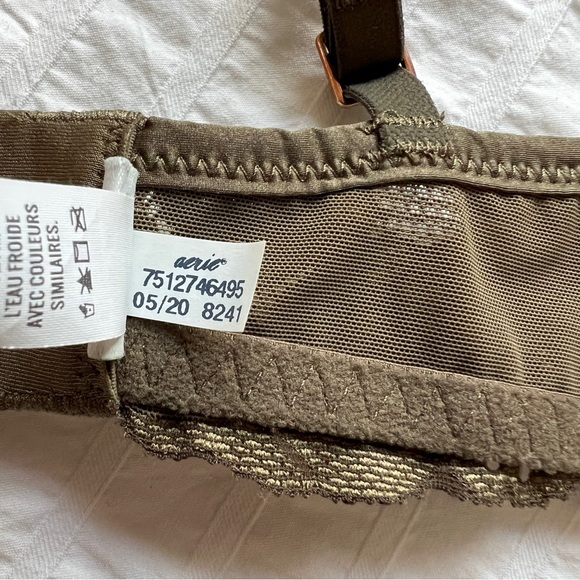 L'EAU FROIDE
AVEC COULEURS
SIMILAIRES.
aerie®
7512746495
05/20 8241